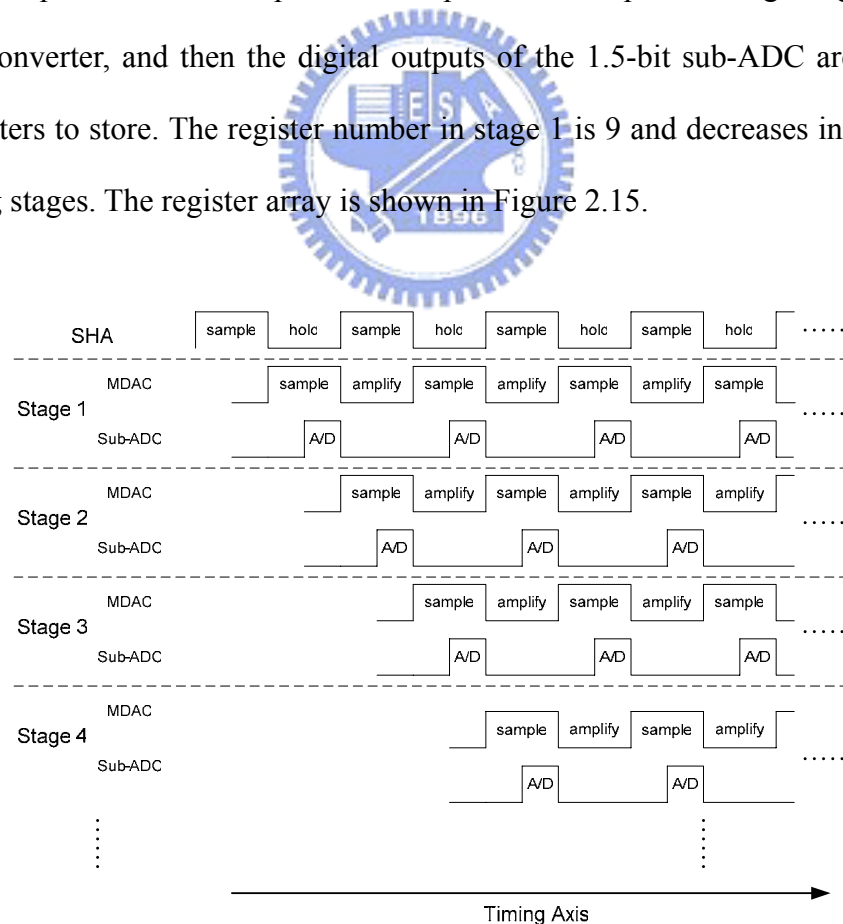 converter, and then the digital outputs of the 1.5-bit sub-ADC are
ters to store. The register number in stage 1 is 9 and decreases in
stages. The register array is shown in Figure 2.15.
ES A
1896
SHA sample hold sample hold sample hold sample hold ·····
MDAC sample amplify sample amplify sample amplify sample
Stage 1 ·····
Sub-ADC A/D A/D A/D A/D
MDAC sample amplify sample amplify sample amplify
Stage 2 ·····
Sub-ADC A/D A/D A/D
MDAC sample amplify sample amplify sample
Stage 3 ·····
Sub-ADC A/D A/D A/D
MDAC sample amplify sample amplify
Stage 4 ·····
Sub-ADC A/D A/D
Timing Axis